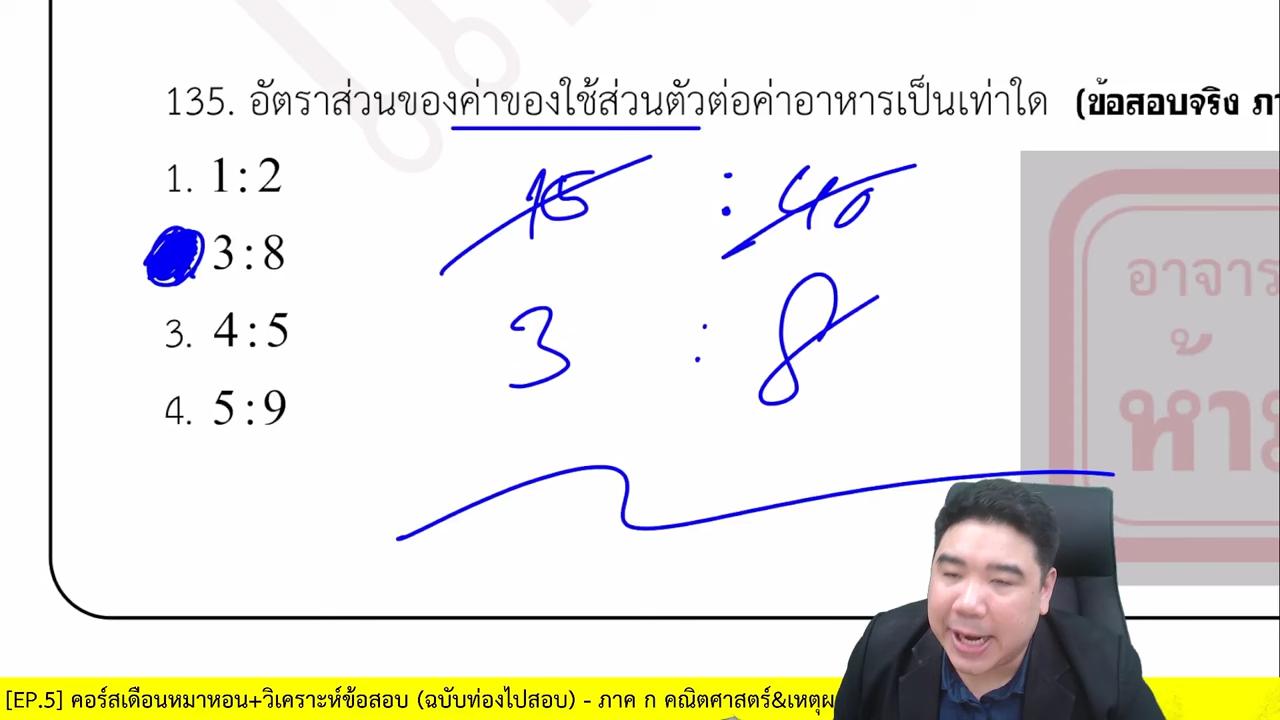 135. อัตราส่วนของค่าของใช้ส่วนตัวต่อค่าอาหารเป็นเท่าใด (ข้อสอบจริง ภา
1. 1:2
3:8
3. 4:5
4. 5:9
15 : 40
3 : 8
อาจาร
ห้
ห้าม
[EP.5] คอร์สเดือนหมาหอน+วิเคราะห์ข้อสอบ (ฉบับท่องไปสอบ) - ภาค ก คณิตศาสตร์&เหตุผ